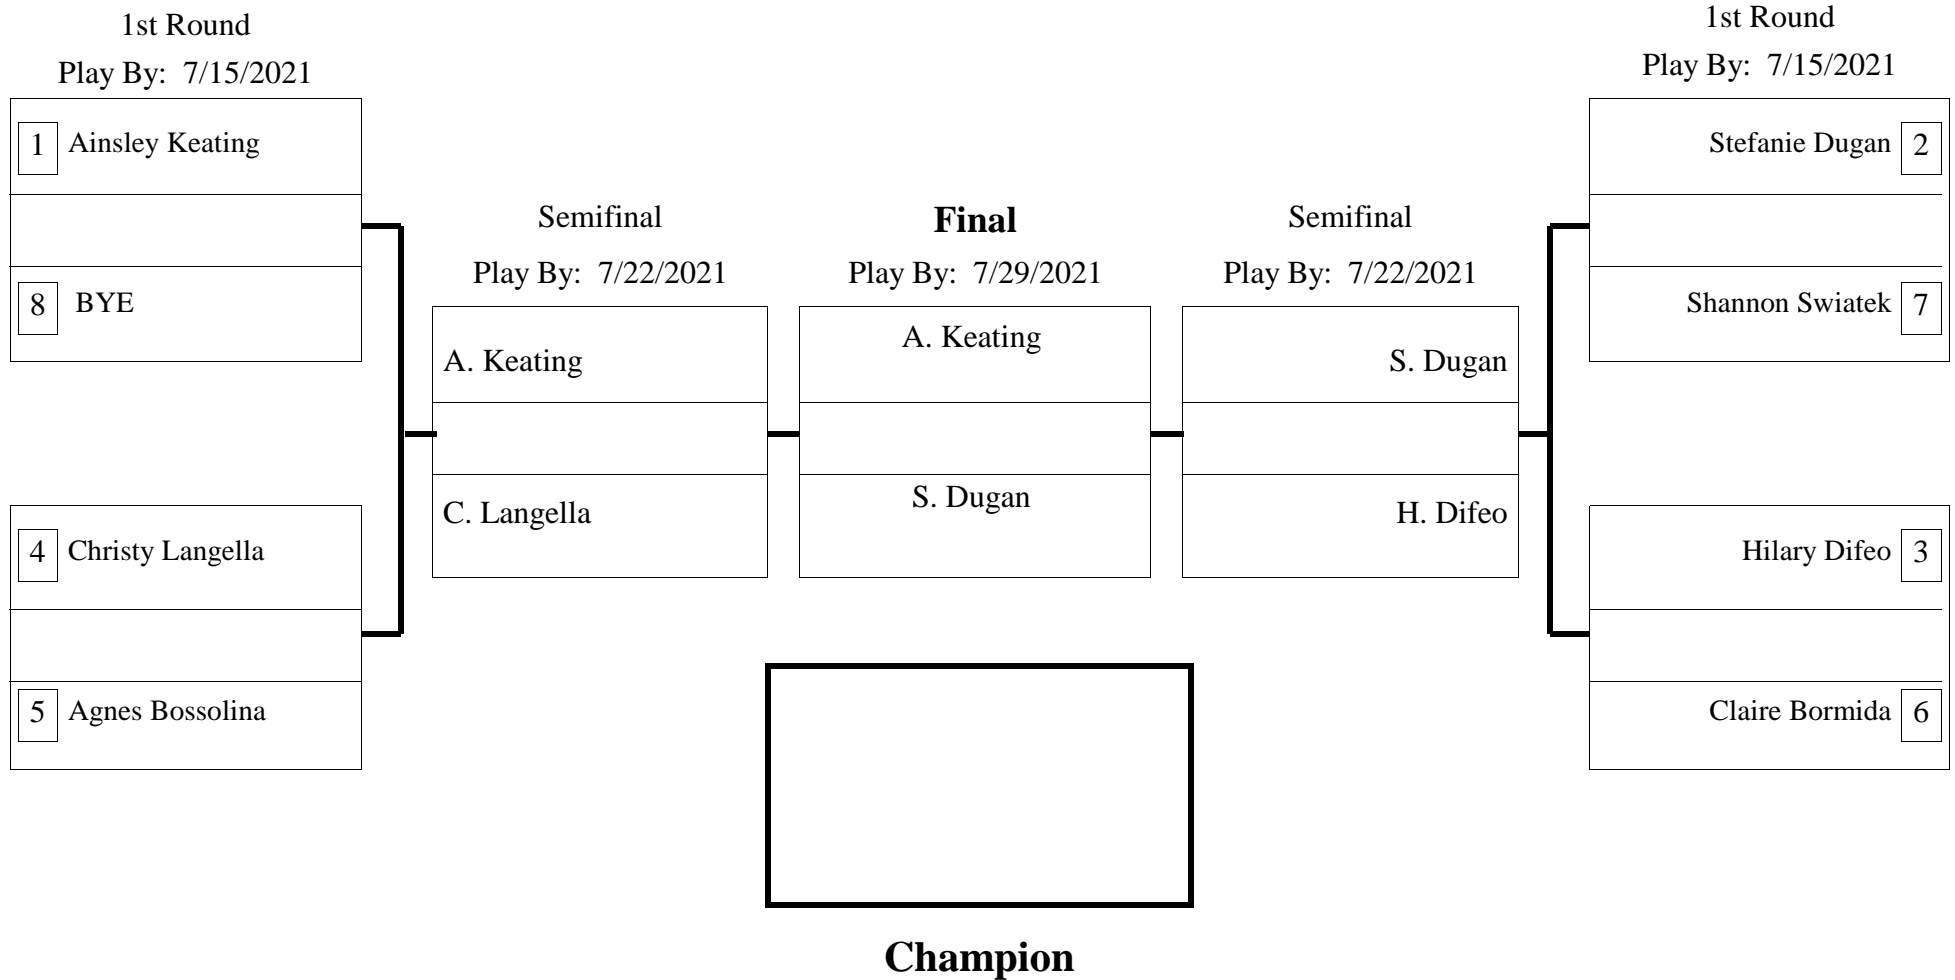 1st Round
Play By: 7/15/2021
1 Ainsley Keating
8 BYE
4 Christy Langella
5 Agnes Bossolina
Semifinal
Play By: 7/22/2021
A. Keating
C. Langella
Final
Play By: 7/29/2021
A. Keating
S. Dugan
Champion
Semifinal
Play By: 7/22/2021
S. Dugan
H. Difeo
1st Round
Play By: 7/15/2021
Stefanie Dugan 2
Shannon Swiatek 7
Hilary Difeo 3
Claire Bormida 6